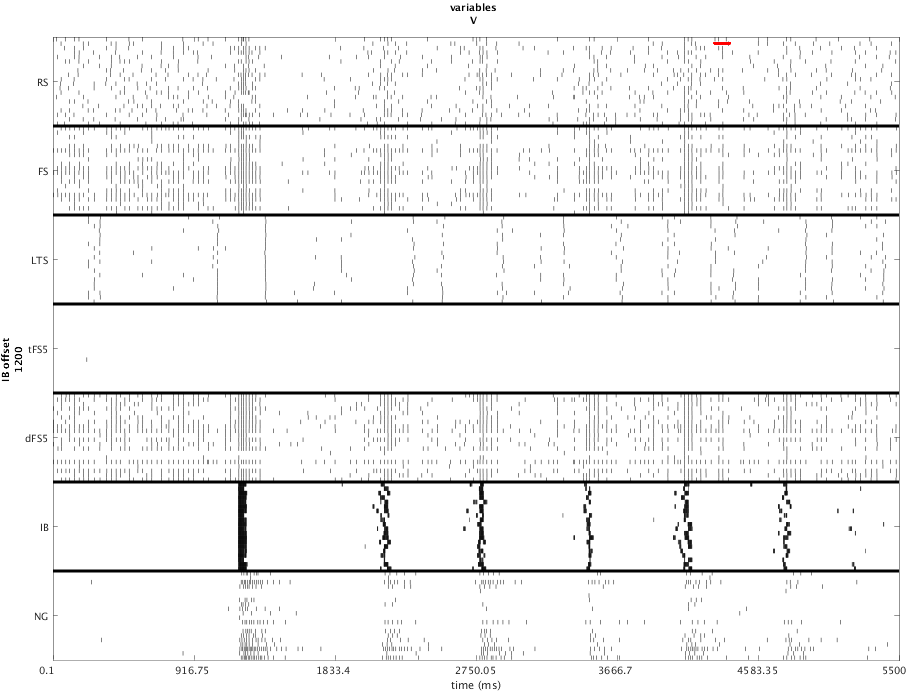 variables
V
RS
FS
LTS
tFS5
dFS5
IB
NG
IB offset
1200
0.1
916.75
1833.4
2750.05
3666.7
4583.35
5500
time (ms)